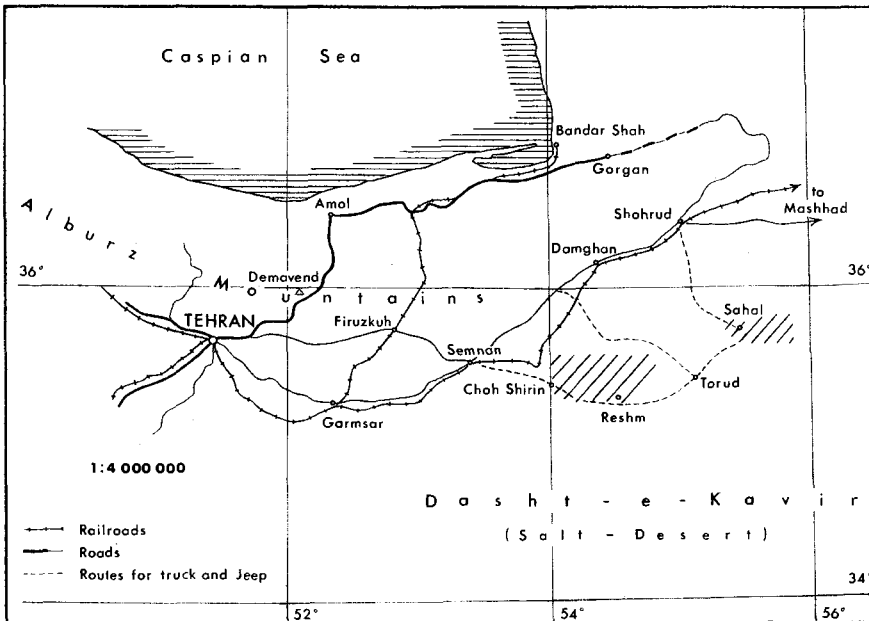 Caspian Sea
Bandar Shah
Gorgan
Amol
Shahrud
to
Mashhad
Alburz
Damghan
36°
36°
Demavend
Mountains
TEHRAN
Firuzkuh
Sahal
Semnan
Choh Shirin
Torud
Reshm
Garmsar
1:4 000 000
Dasht-e-Kavir
(Salt-Desert)
Railroads
Roads
Routes for truck and Jeep
34°
52°
54°
56°